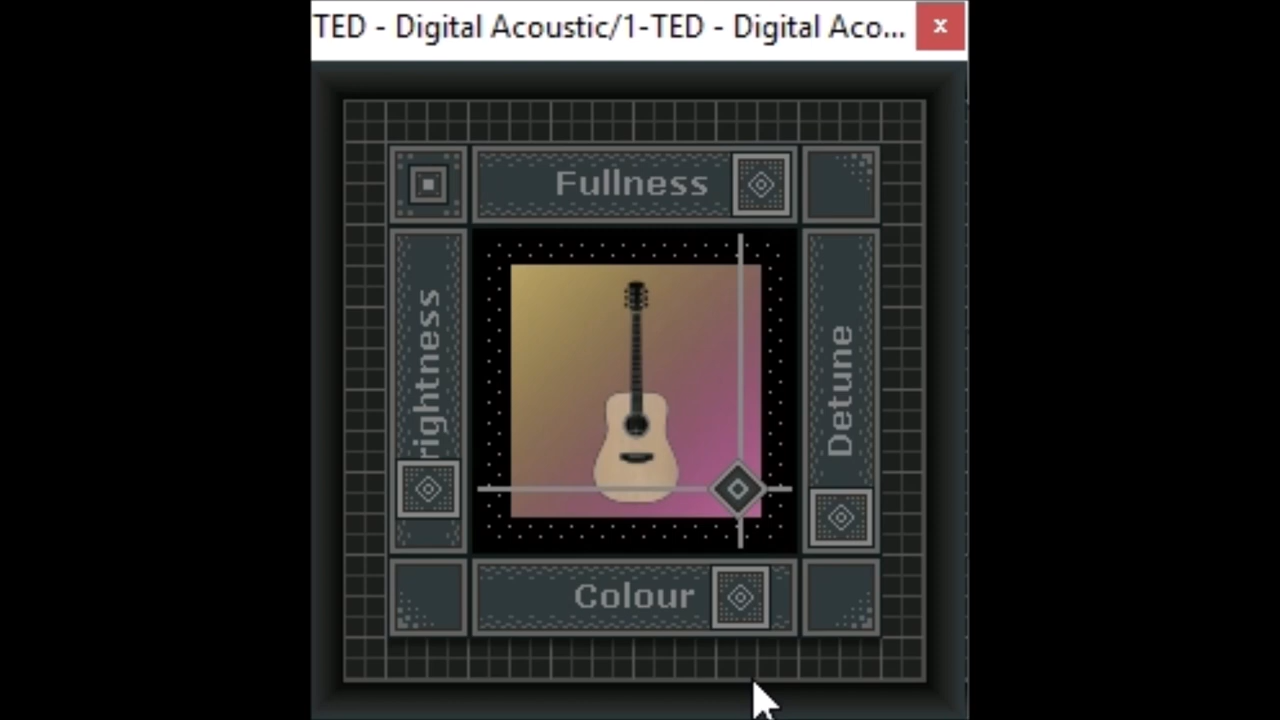 TED - Digital Acoustic/1-TED - Digital Aco...
x
Fullness
rightness
Detune
Colour